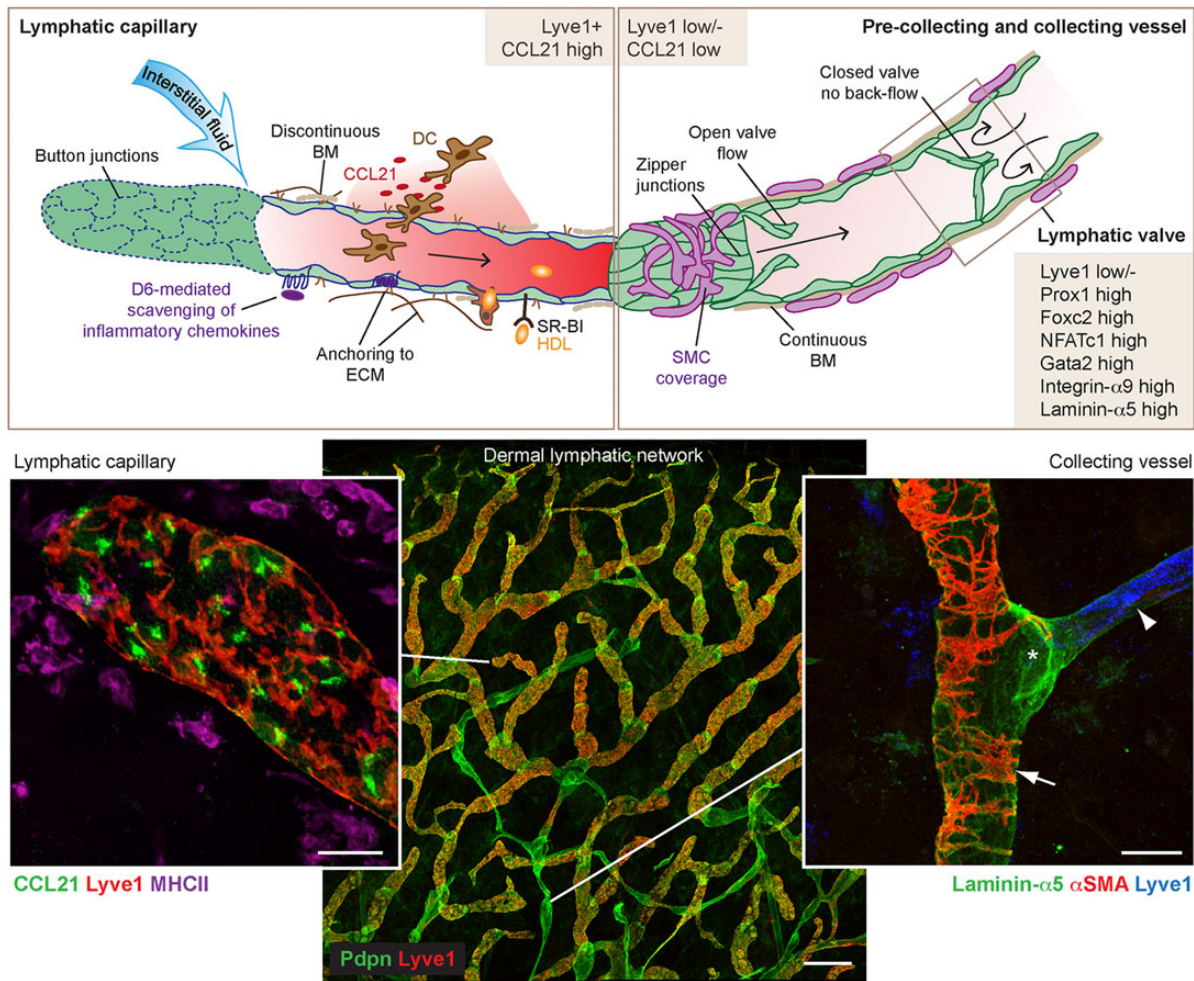 Lymphatic capillary
Lyve1+
CCL21 high
Interstitial fluid
Button junctions
Discontinuous
BM
CCL21
DC
D6-mediated
scavenging of
inflammatory chemokines
Anchoring to
ECM
SR-BI
HDL
Lyve1 low/-
CCL21 low
Pre-collecting and collecting vessel
Closed valve
no back-flow
Open valve
flow
Zipper
junctions
SMC
coverage
Continuous
BM
Lymphatic valve
Lyve1 low/-
Prox1 high
Foxc2 high
NFATc1 high
Gata2 high
Integrin-α9 high
Laminin-α5 high
Lymphatic capillary
CCL21 Lyve1 MHCII
Dermal lymphatic network
Pdpn Lyve1
Collecting vessel
*
Laminin-α5 αSMA Lyve1